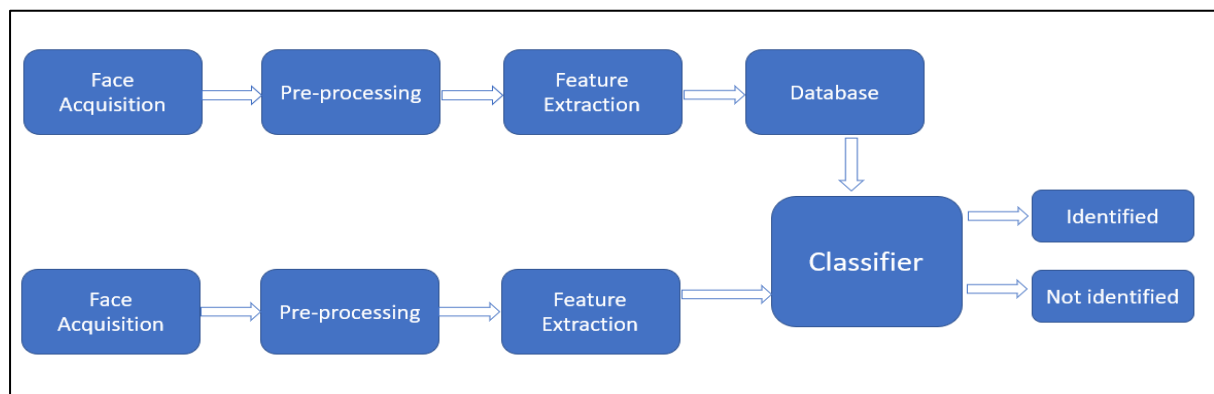 Face
Acquisition
Pre-processing
Feature
Extraction
Database
Classifier
Identified
Not identified
Face
Acquisition
Pre-processing
Feature
Extraction